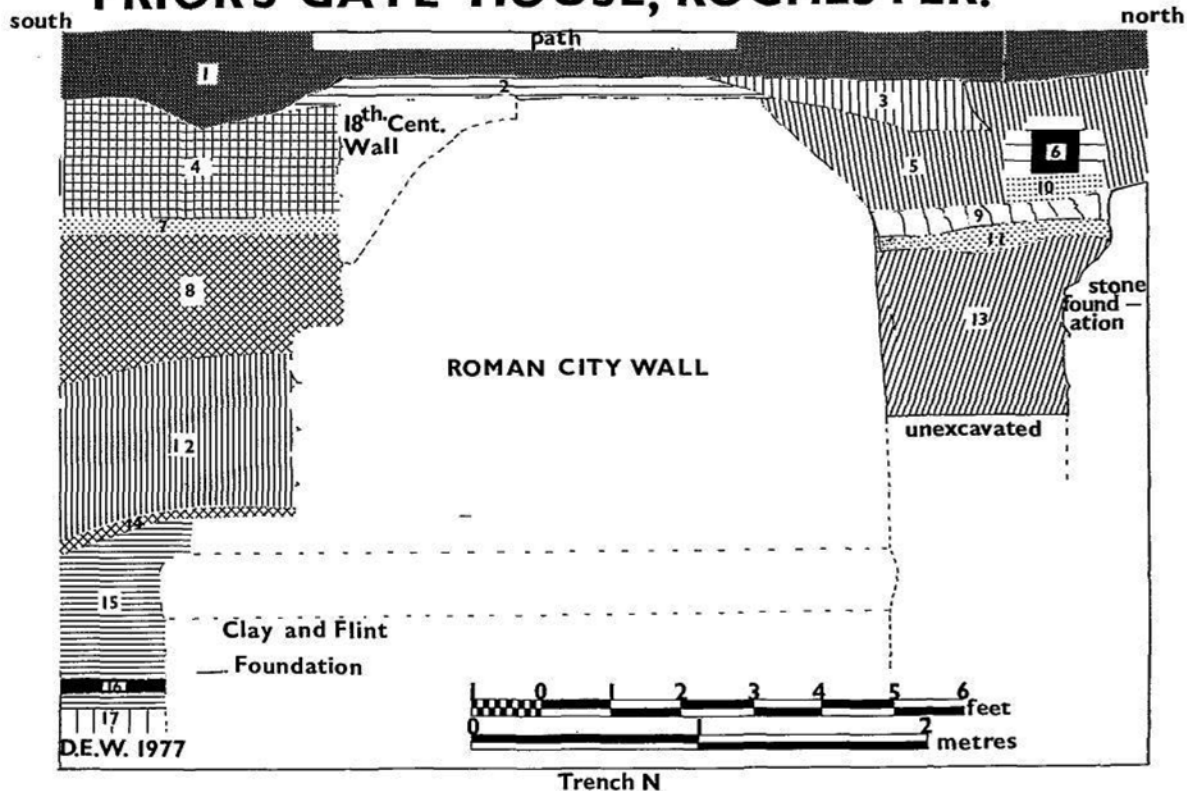 PRIOR'S GATE HOUSE, ROCHESTER.
south
north
path
1
2
3
18th. Cent.
Wall
4
5
6
10
7
9
11
8
stone
found —
ation
13
ROMAN CITY WALL
unexcavated
12
14
15
Clay and Flint
Foundation
16
17
D.E.W. 1977
1 0 1 2 3 4 5 6
feet
0 1 2
metres
Trench N